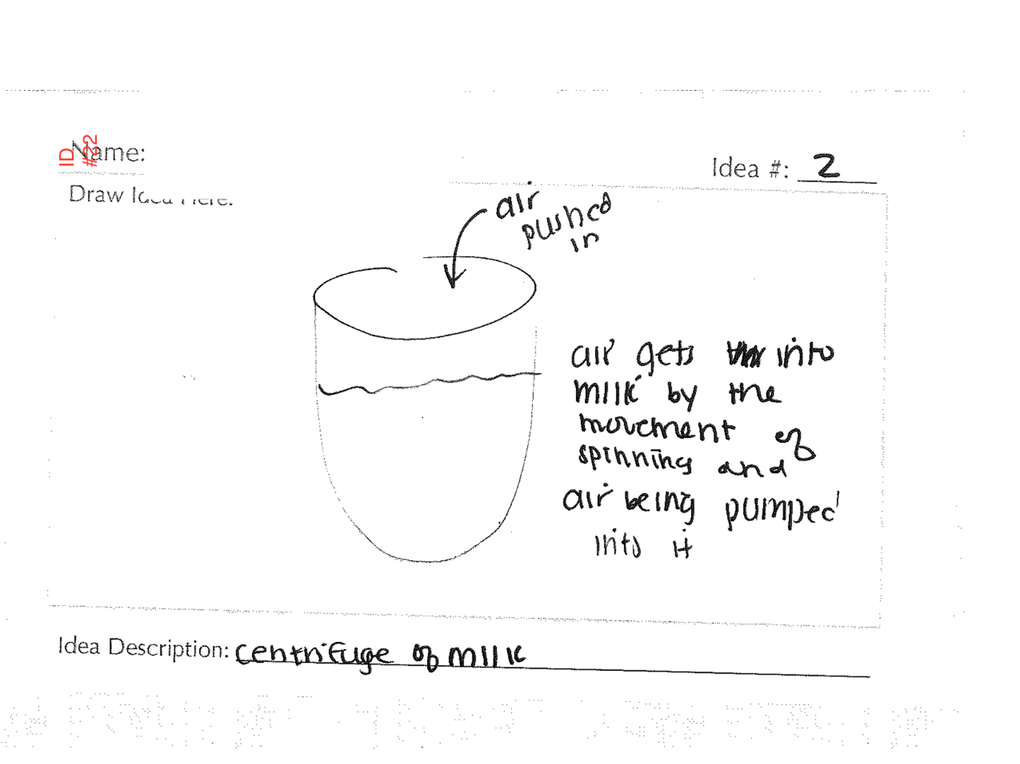 ID
Name:
Idea #: 2
Draw Idea Here:
air
pushed
in
air gets into
milk by the
movement of
spinning and
air being pumped
into it
Idea Description: centrifuge of milk